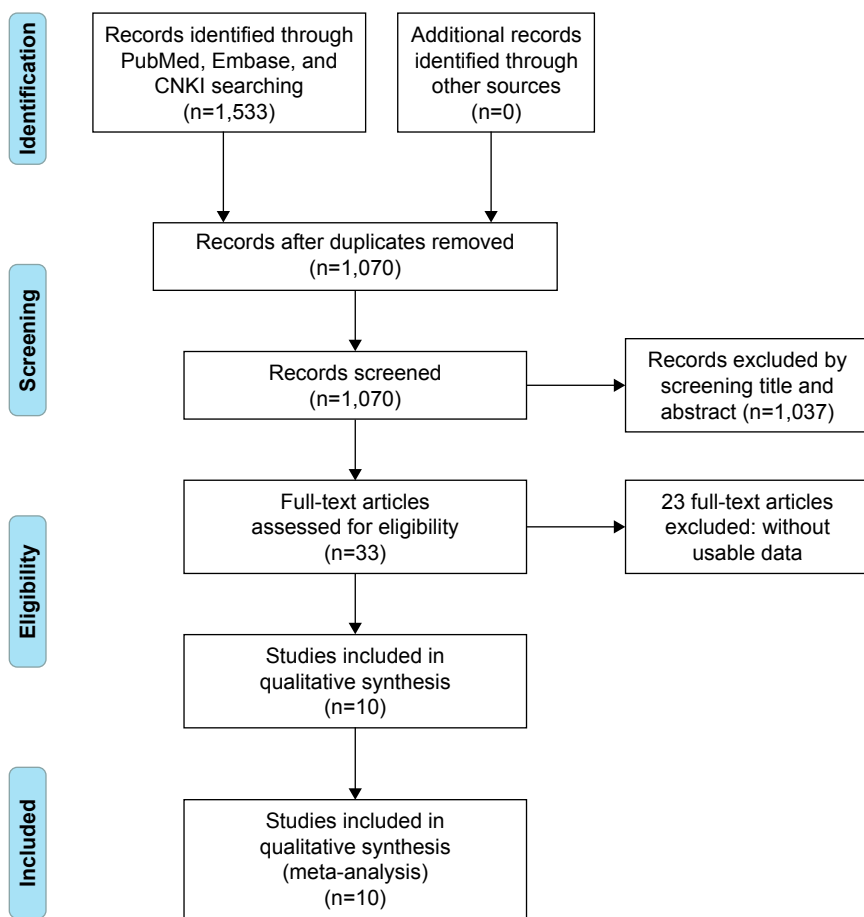 Identification
Records identified through
PubMed, Embase, and
CNKI searching
(n=1,533)
Additional records
identified through
other sources
(n=0)
Records after duplicates removed
(n=1,070)
Screening
Records screened
(n=1,070)
Records excluded by
screening title and
abstract (n=1,037)
Eligibility
Full-text articles
assessed for eligibility
(n=33)
23 full-text articles
excluded: without
usable data
Studies included in
qualitative synthesis
(n=10)
Included
Studies included in
qualitative synthesis
(meta-analysis)
(n=10)